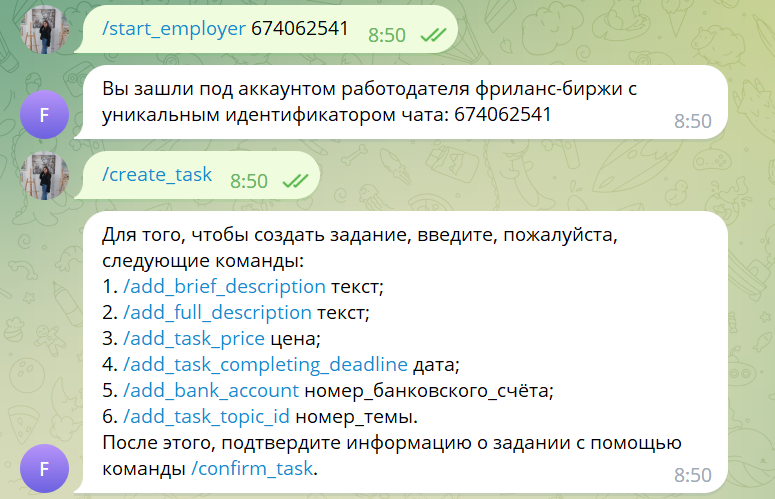 /start_employer 674062541 8:50
F
Вы зашли под аккаунтом работодателя фриланс-биржи с
уникальным идентификатором чата: 674062541
8:50
/create_task 8:50
Для того, чтобы создать задание, введите, пожалуйста,
следующие команды:
1. /add_brief_description текст;
2. /add_full_description текст;
3. /add_task_price цена;
4. /add_task_completing_deadline дата;
5. /add_bank_account номер_банковского_счёта;
6. /add_task_topic_id номер_темы.
После этого, подтвердите информацию о задании с помощью
команды /confirm_task.
F
8:50